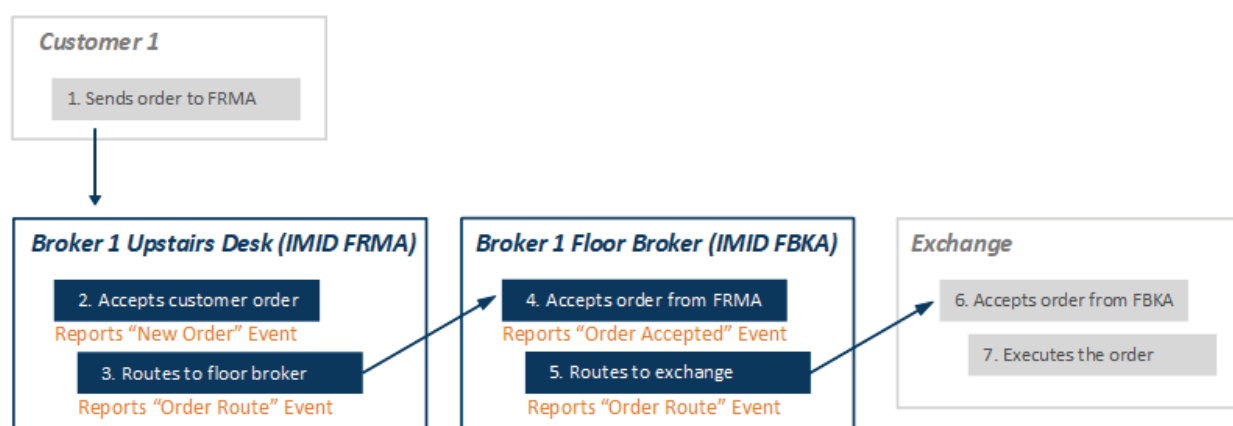 Customer 1
1. Sends order to FRMA
Broker 1 Upstairs Desk (IMID FRMA)
2. Accepts customer order
Reports “New Order” Event
3. Routes to floor broker
Reports “Order Route” Event
Broker 1 Floor Broker (IMID FBKA)
4. Accepts order from FRMA
Reports “Order Accepted” Event
5. Routes to exchange
Reports “Order Route” Event
Exchange
6. Accepts order from FBKA
7. Executes the order